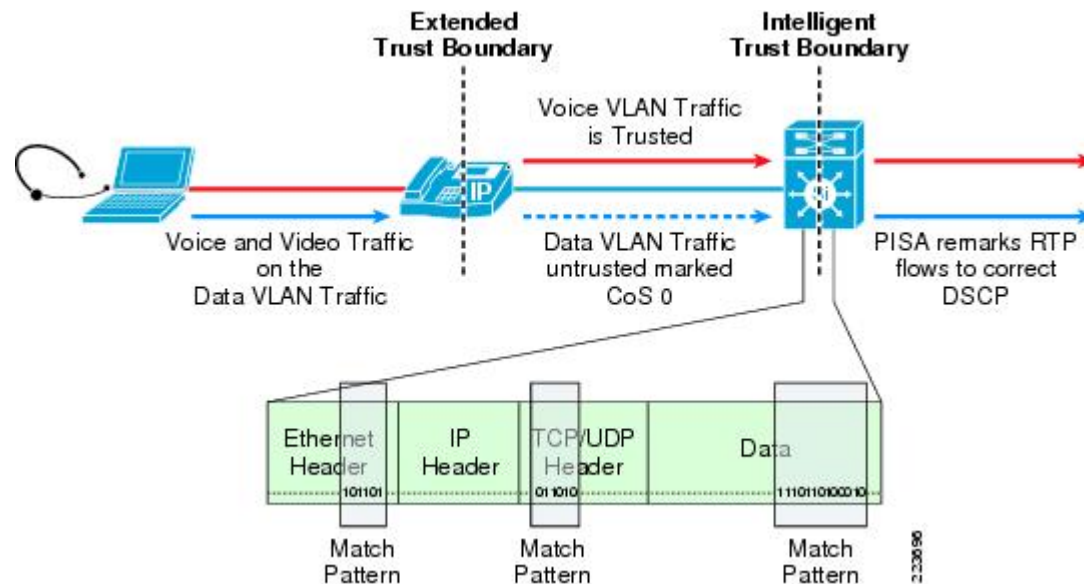 Extended
Trust Boundary
Intelligent
Trust Boundary
Voice VLAN Traffic
is Trusted
IP
Si
Voice and Video Traffic
on the
Data VLAN Traffic
Data VLAN Traffic
untrusted marked
CoS 0
PISA remarks RTP
flows to correct
DSCP
Ethernet
Header
IP
Header
TCP/UDP
Header
Data
101101
011010
1110110100010
Match
Pattern
Match
Pattern
Match
Pattern
223696